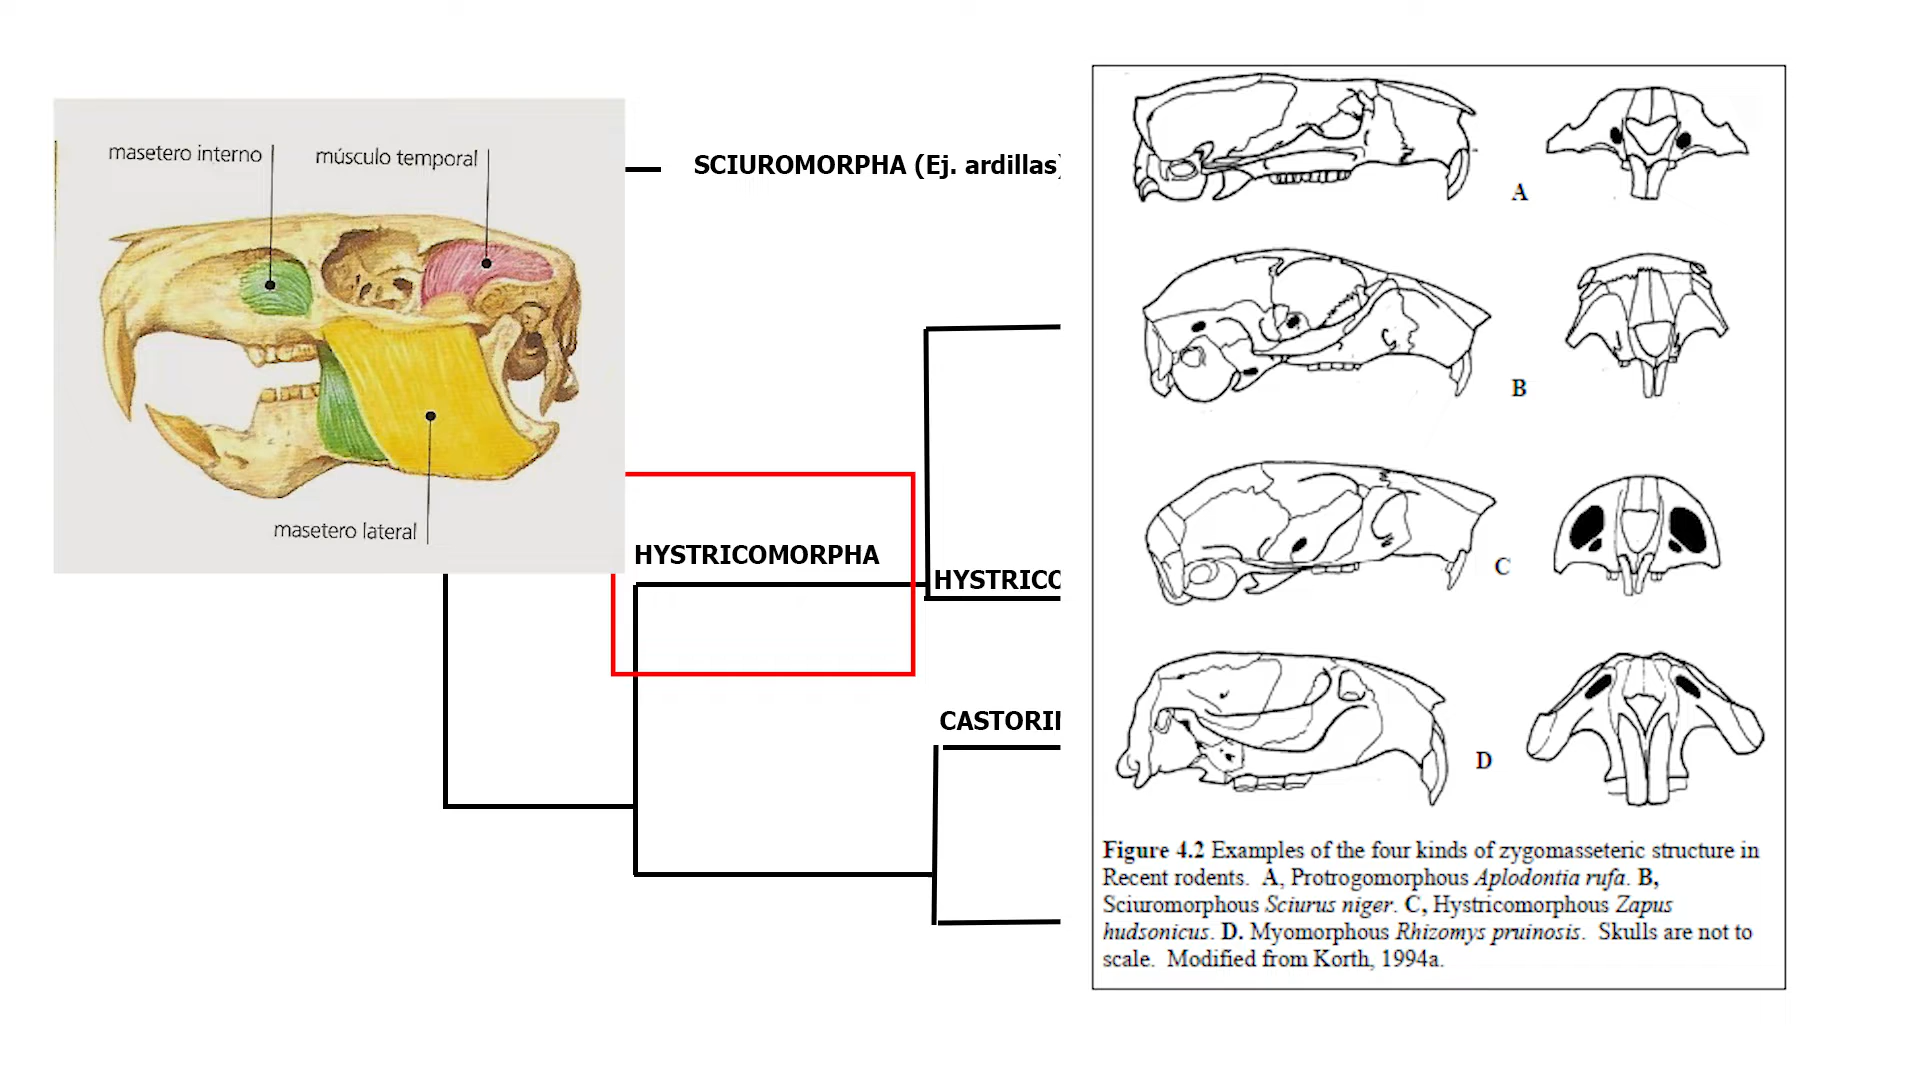 masetero interno
músculo temporal
masetero lateral
SCIUROMORPHA (Ej. ardillas)
HYSTRICOMORPHA
HYSTRICO
CASTORI
A
B
C
D
Figure 4.2 Examples of the four kinds of zygomasseteric structure in
Recent rodents. A, Protrogomorphous Aplodontia rufa. B,
Sciuromorphous Sciurus niger. C, Hystricomorphous Zapus
hudsonicus. D. Myomorphous Rhizomys pruinosis. Skulls are not to
scale. Modified from Korth, 1994a.